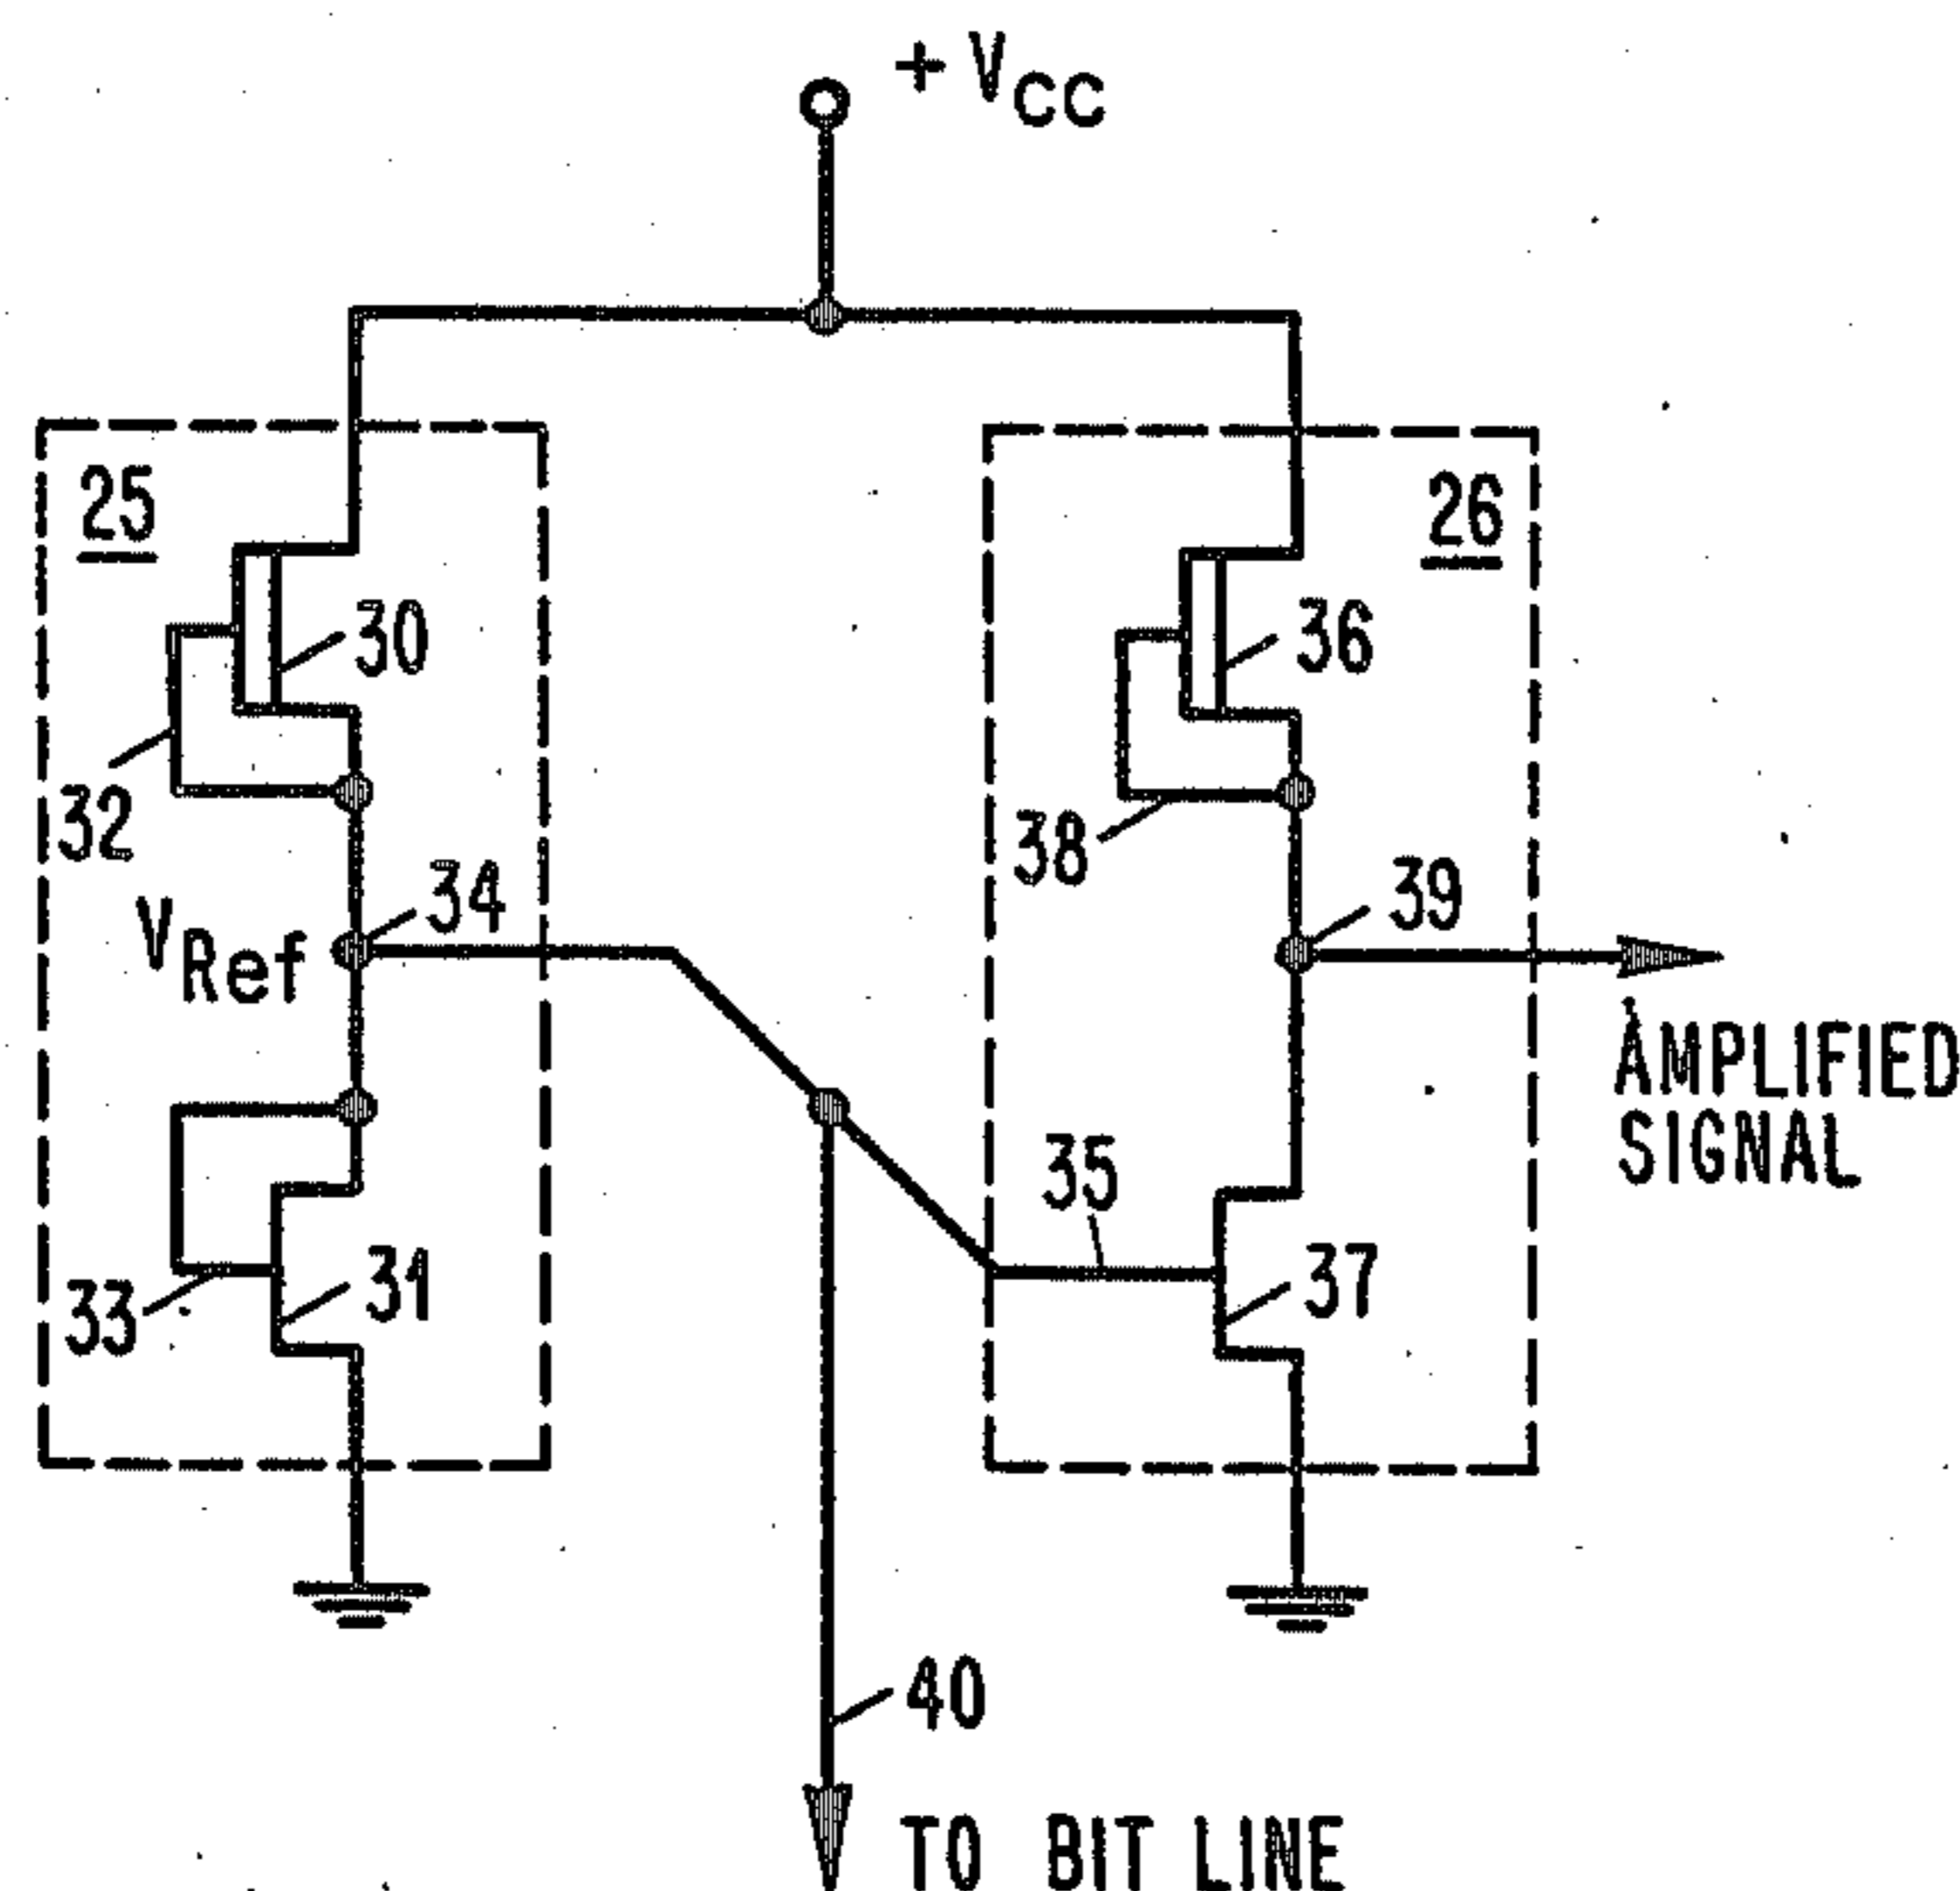 + VCC
25
26
30
36
32
38
34
39
VRef
AMPLIFIED
SIGNAL
35
33
31
37
40
TO BIT LINE